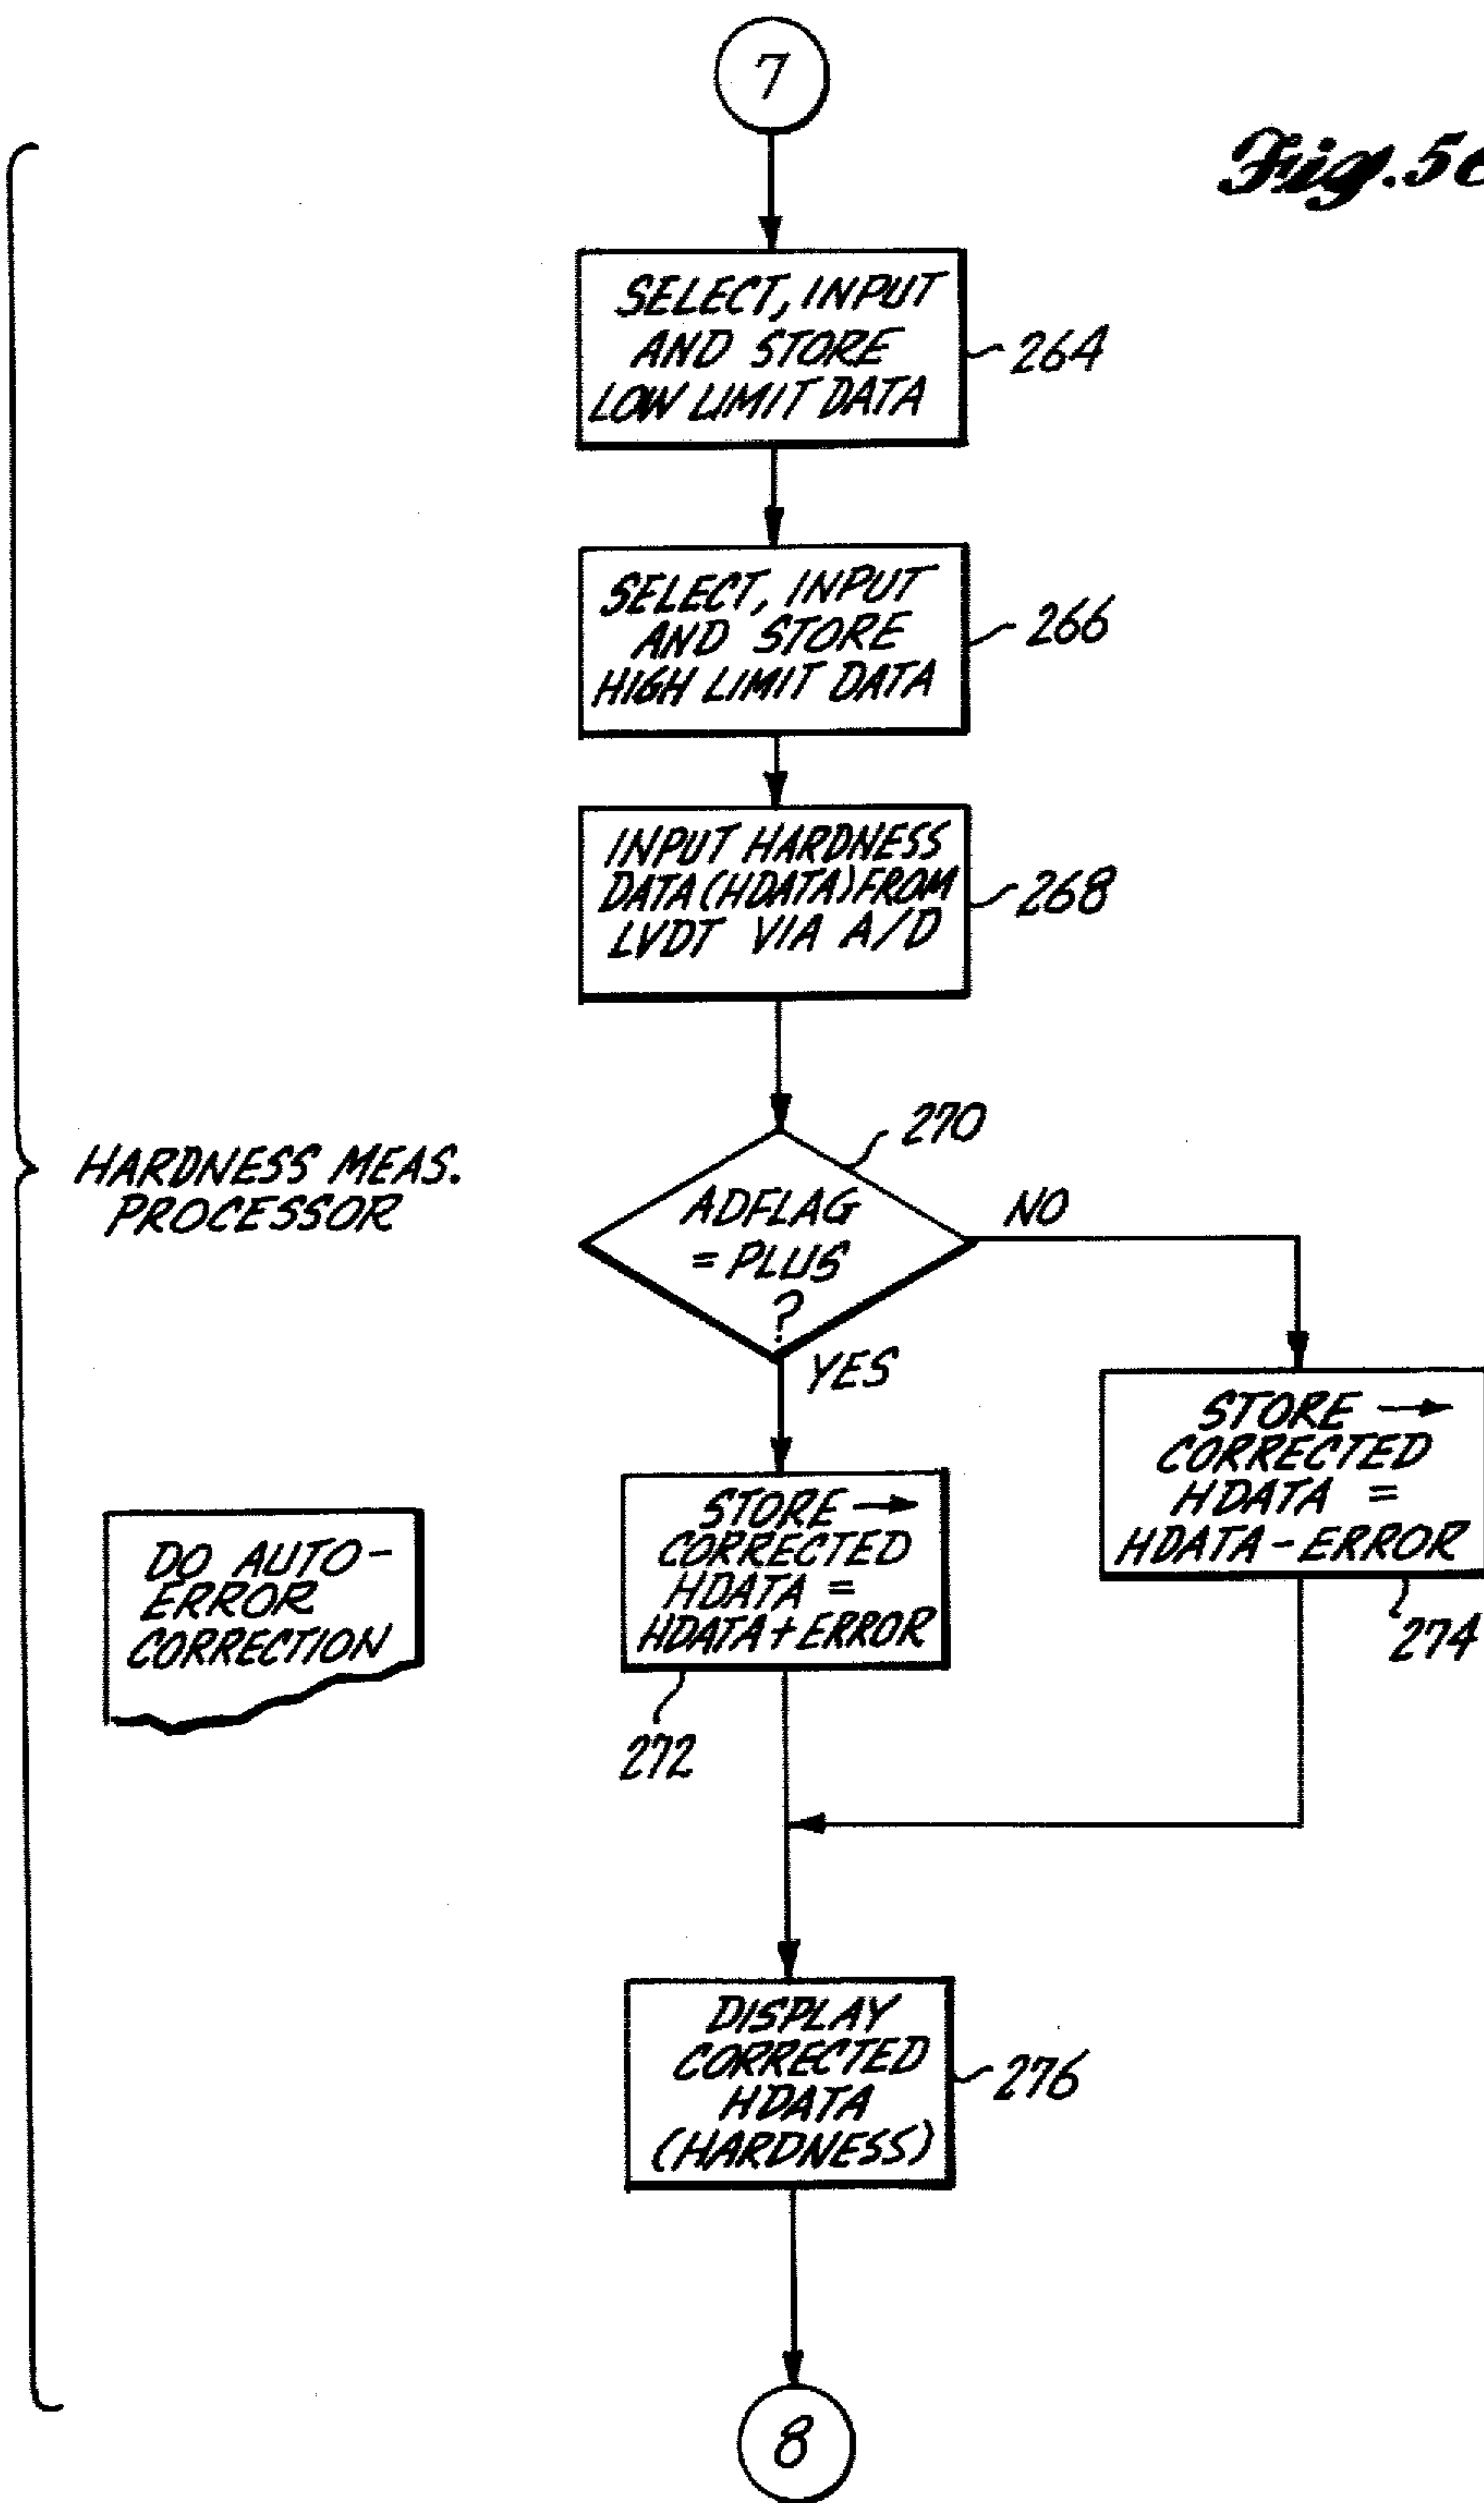 7
Fig. 5
SELECT, INPUT
AND STORE
LOW LIMIT DATA
264
SELECT, INPUT
AND STORE
HIGH LIMIT DATA
266
INPUT HARDNESS
DATA (HDATA) FROM
LVDT VIA A/D
268
HARDNESS MEAS.
PROCESSOR
270
ADFLAG
= PLUS
?
NO
YES
STORE →
CORRECTED
HDATA =
HDATA - ERROR
274
STORE →
CORRECTED
HDATA =
HDATA + ERROR
272
DO AUTO-
ERROR
CORRECTION
DISPLAY
CORRECTED
HDATA
(HARDNESS)
276
8